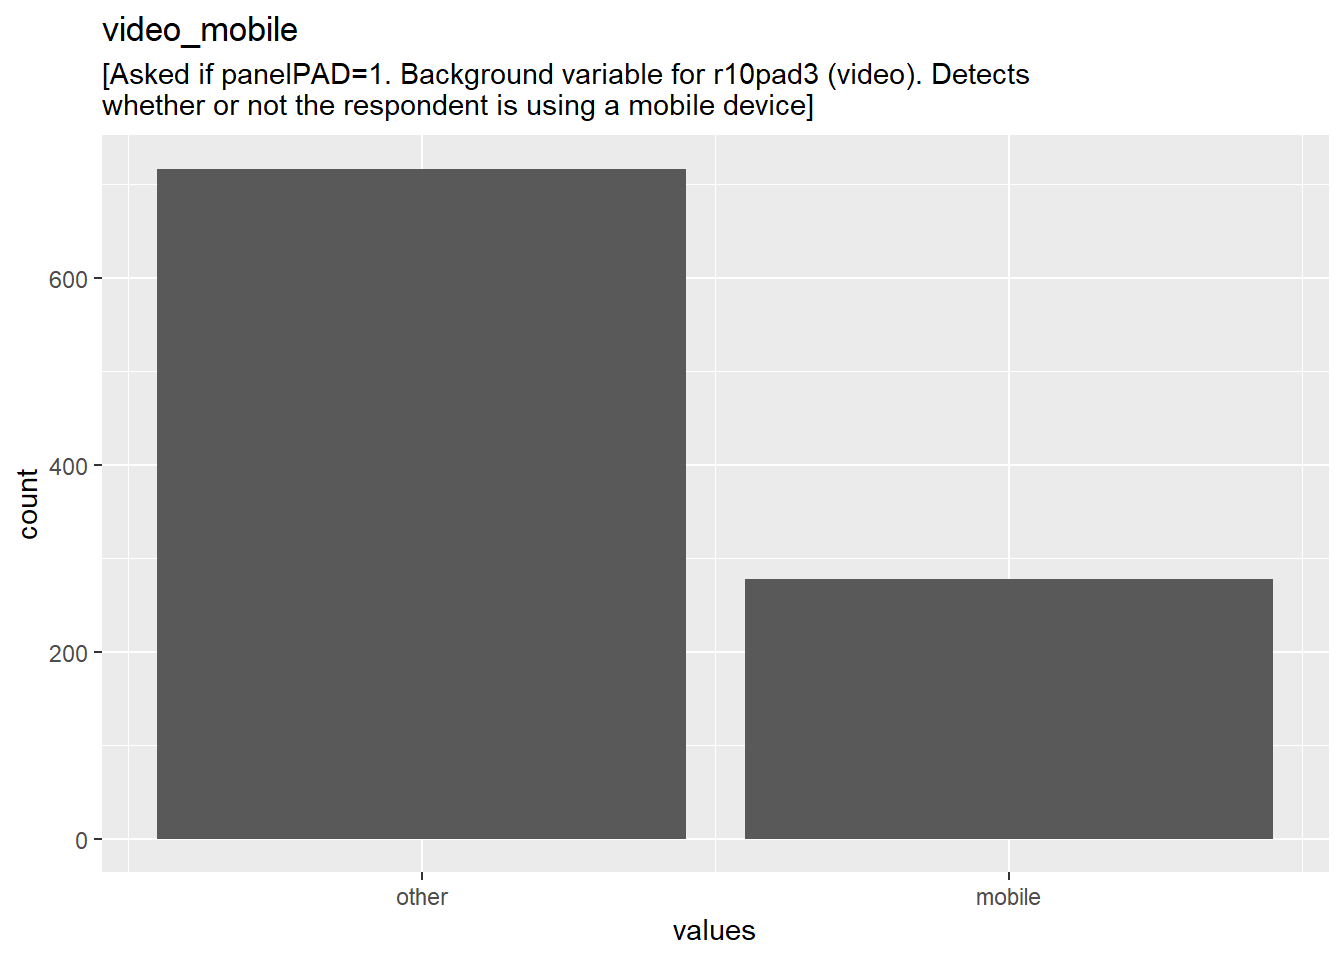 video_mobile
[Asked if panelPAD=1. Background variable for r10pad3 (video). Detects
whether or not the respondent is using a mobile device]
count
600
400
200
0
other mobile
values